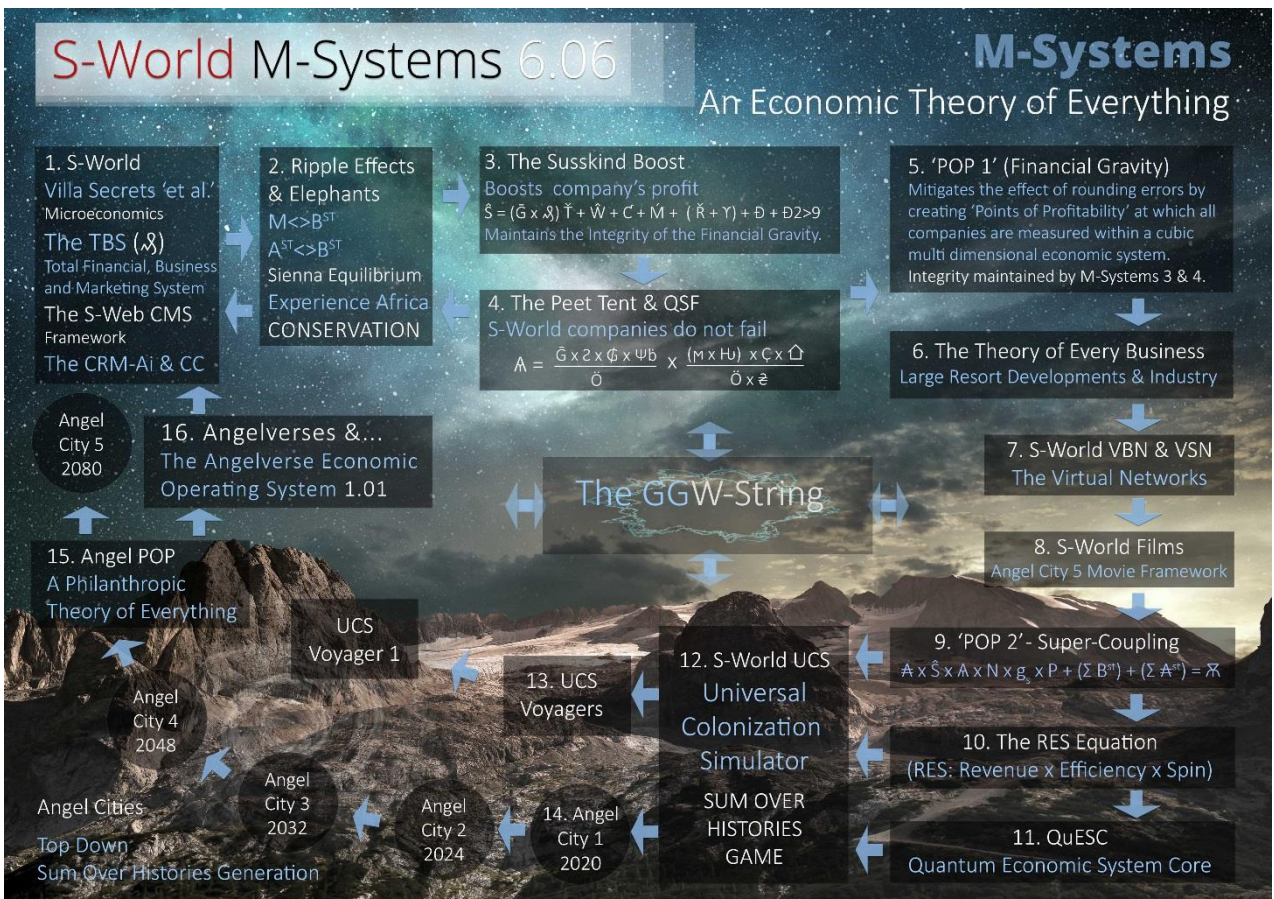 S-World M-Systems 6.06
M-Systems
An Economic Theory of Everything
1. S-World
Villa Secrets 'et al.'
Microeconomics
The TBS (𝒮)
Total Financial, Business
and Marketing System
The S-Web CMS
Framework
The CRM-Ai & CC
2. Ripple Effects
& Elephants
M<>Bˢᵀ
Aˢᵀ<>Bˢᵀ
Sienna Equilibrium
Experience Africa
CONSERVATION
3. The Susskind Boost
Boosts company's profit
Ŝ = (Ḡ x 𝒮) Ť + Ŵ + Ƈ + Ḿ + ( Ř + ϒ) + Đ + Đ2>9
Maintains the Integrity of the Financial Gravity.
4. The Peet Tent & QSF
S-World companies do not fail
5. 'POP 1' (Financial Gravity)
Mitigates the effect of rounding errors by
creating 'Points of Profitability' at which all
companies are measured within a cubic
multi dimensional economic system.
Integrity maintained by M-Systems 3 & 4.
6. The Theory of Every Business
Large Resort Developments & Industry
7. S-World VBN & VSN
The Virtual Networks
8. S-World Films
Angel City 5 Movie Framework
9. 'POP 2'- Super-Coupling
10. The RES Equation
(RES: Revenue x Efficiency x Spin)
11. QuESC
Quantum Economic System Core
The GGW-String
12. S-World UCS
Universal
Colonization
Simulator
SUM OVER
HISTORIES
GAME
13. UCS
Voyagers
UCS
Voyager 1
14. Angel
City 1
2020
Angel
City 2
2024
Angel
City 3
2032
Angel
City 4
2048
Angel Cities
Top Down
Sum Over Histories Generation
15. Angel POP
A Philanthropic
Theory of Everything
Angel
City 5
2080
16. Angelverses &...
The Angelverse Economic
Operating System 1.01